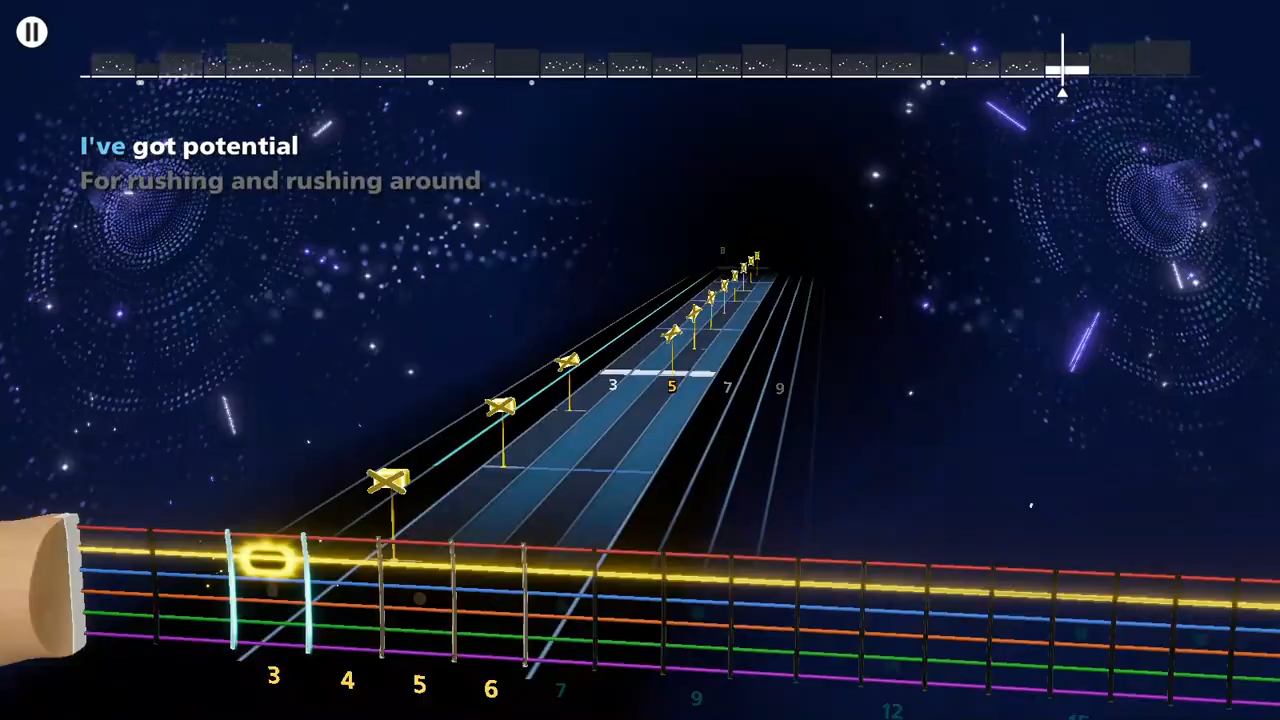 I've got potential
For rushing and rushing around
B
3 5 7 9
3 4 5 6 7 9 12